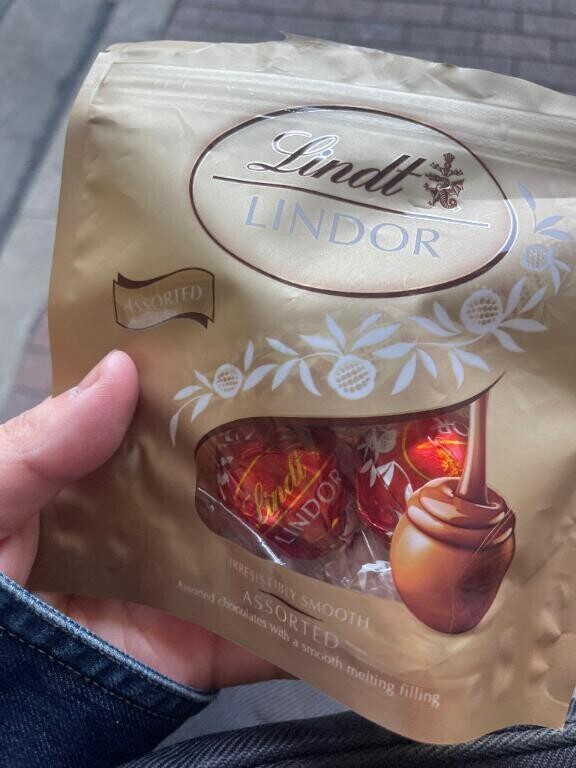 Lindt
LINDOR
ASSORTED
Lindt
LINDOR
IRRESISTIBLY SMOOTH
ASSORTED
Assorted chocolates with a smooth melting filling